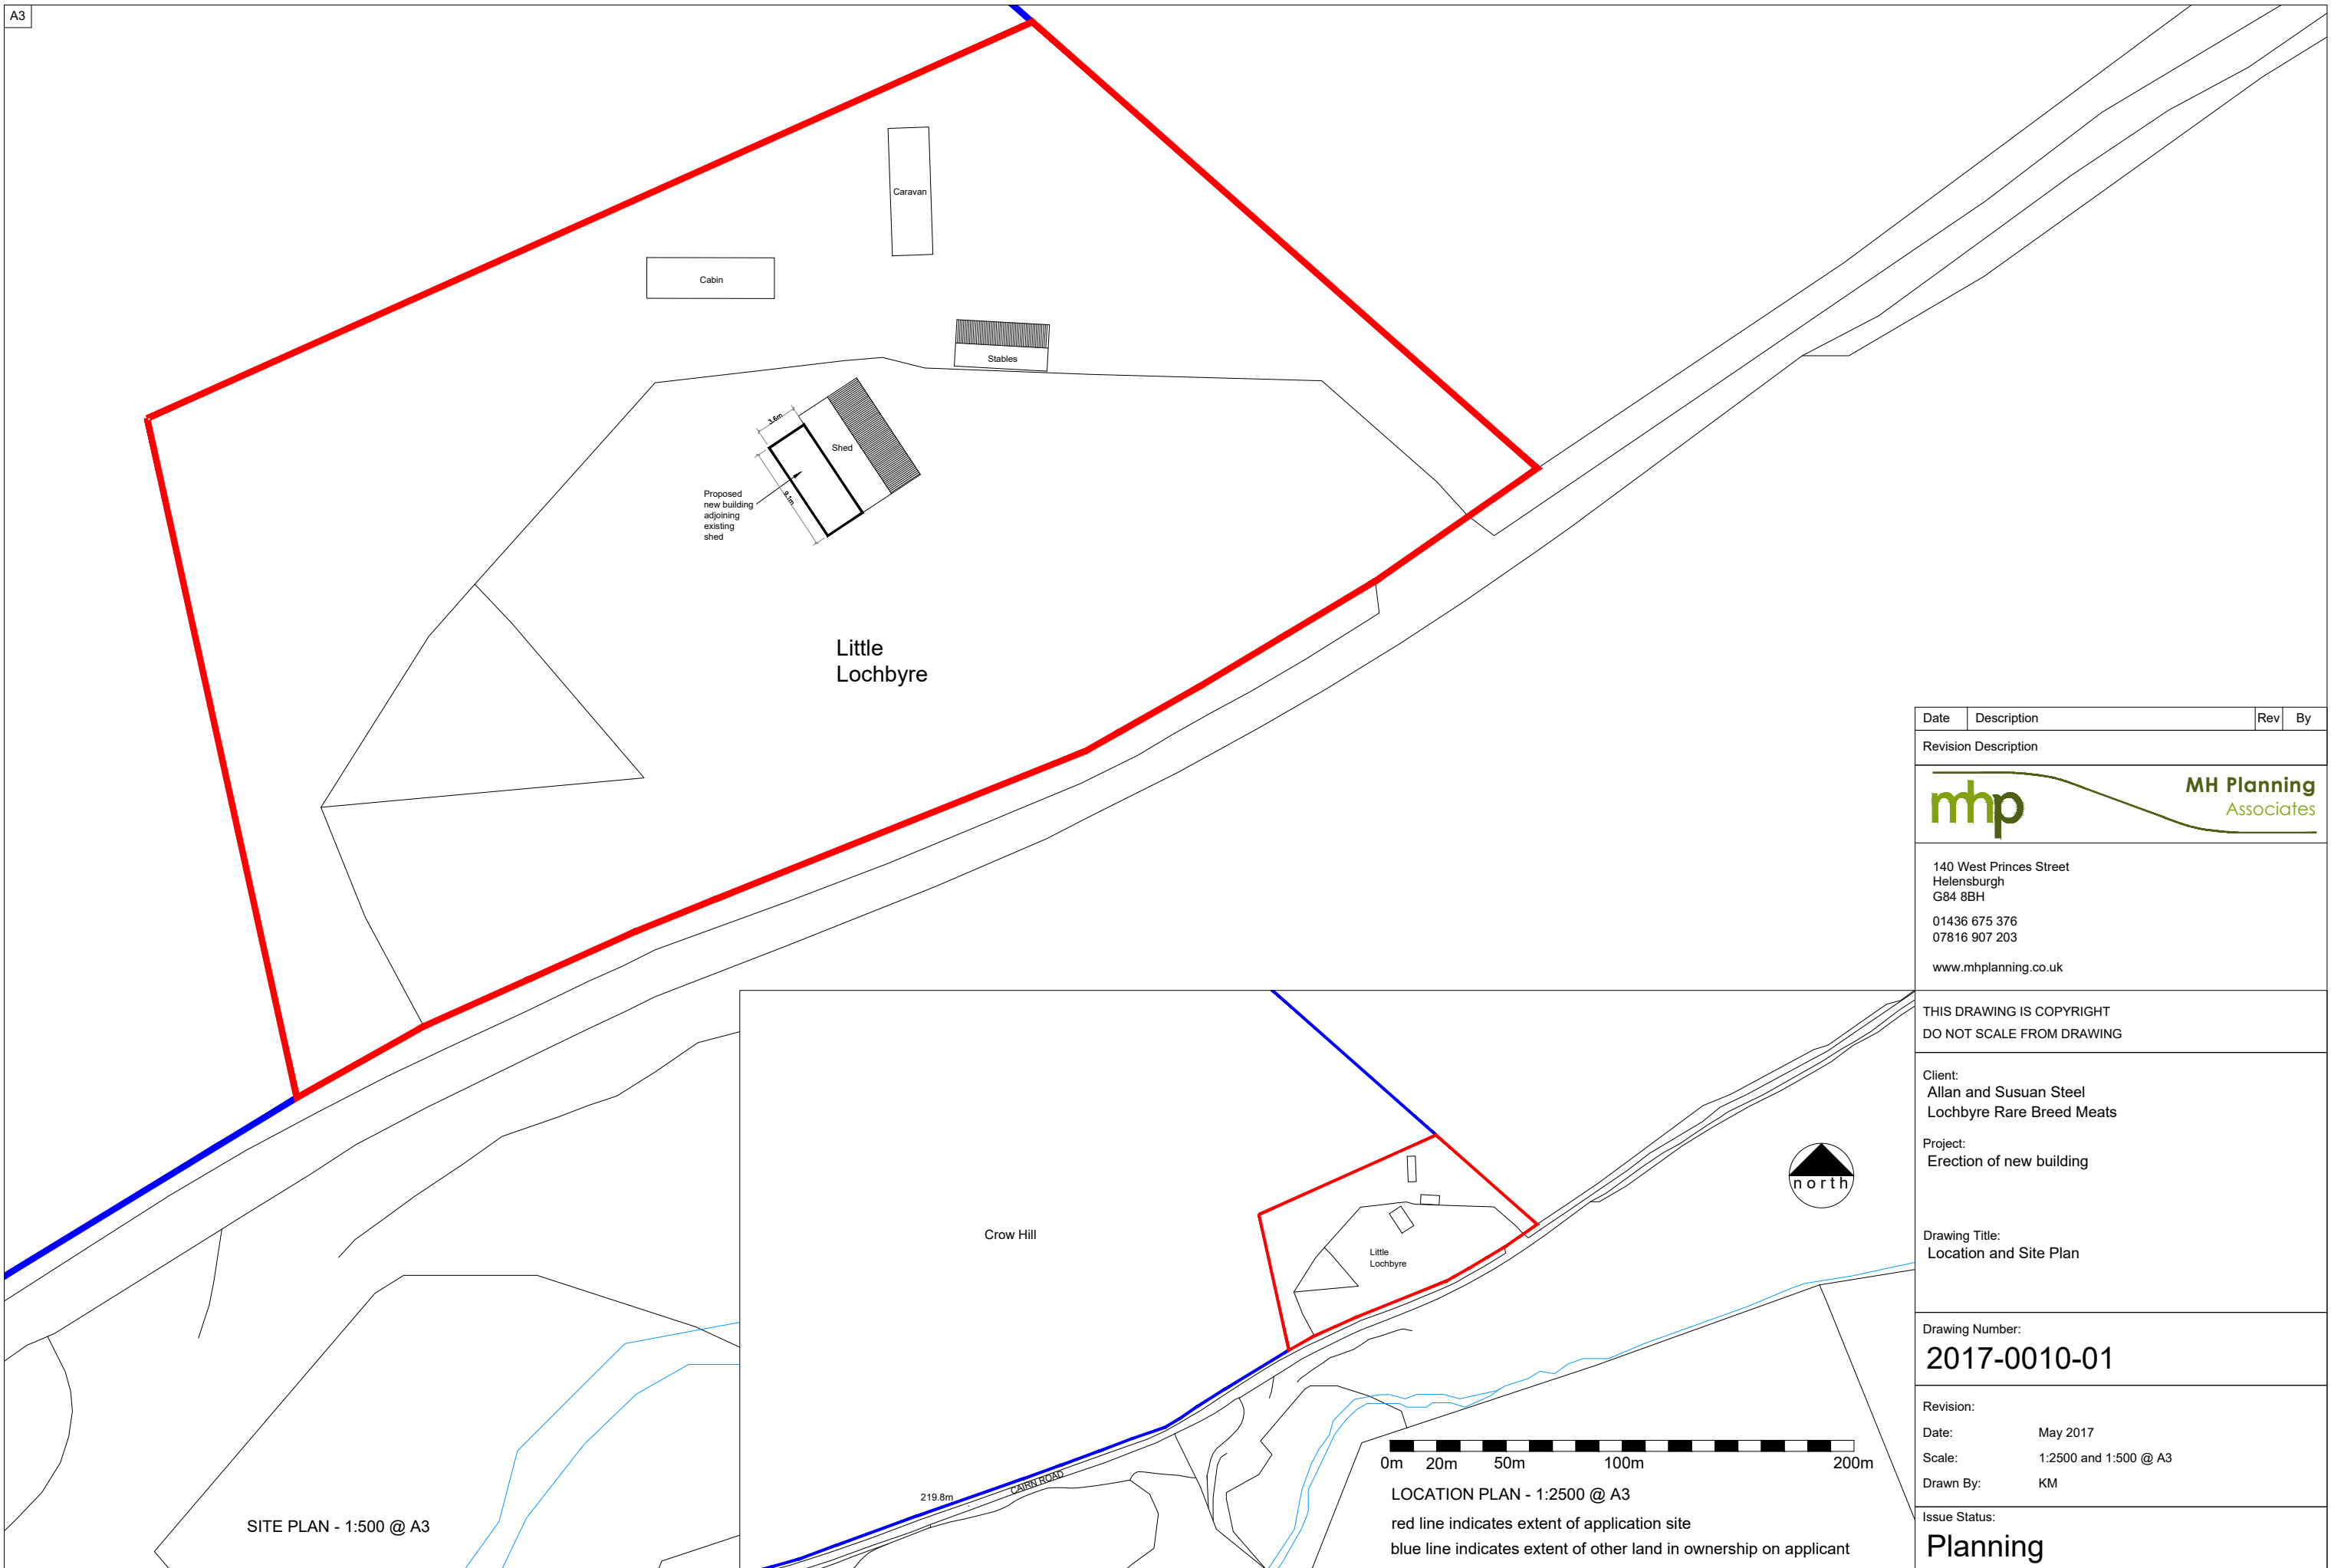 A3
Caravan
Cabin
Stables
3.6m
Shed
9.1m
Proposed
new building
adjoining
existing
shed
Little
Lochbyre
SITE PLAN - 1:500 @ A3
Crow Hill
Little
Lochbyre
219.8m
CAIRN ROAD
north
0m 20m 50m 100m 200m
LOCATION PLAN - 1:2500 @ A3
red line indicates extent of application site
blue line indicates extent of other land in ownership on applicant
Date Description Rev By
Revision Description
mhp
MH Planning
Associates
140 West Princes Street
Helensburgh
G84 8BH
01436 675 376
07816 907 203
www.mhplanning.co.uk
THIS DRAWING IS COPYRIGHT
DO NOT SCALE FROM DRAWING
Client:
Allan and Susuan Steel
Lochbyre Rare Breed Meats
Project:
Erection of new building
Drawing Title:
Location and Site Plan
Drawing Number:
2017-0010-01
Revision:
Date: May 2017
Scale: 1:2500 and 1:500 @ A3
Drawn By: KM
Issue Status:
Planning